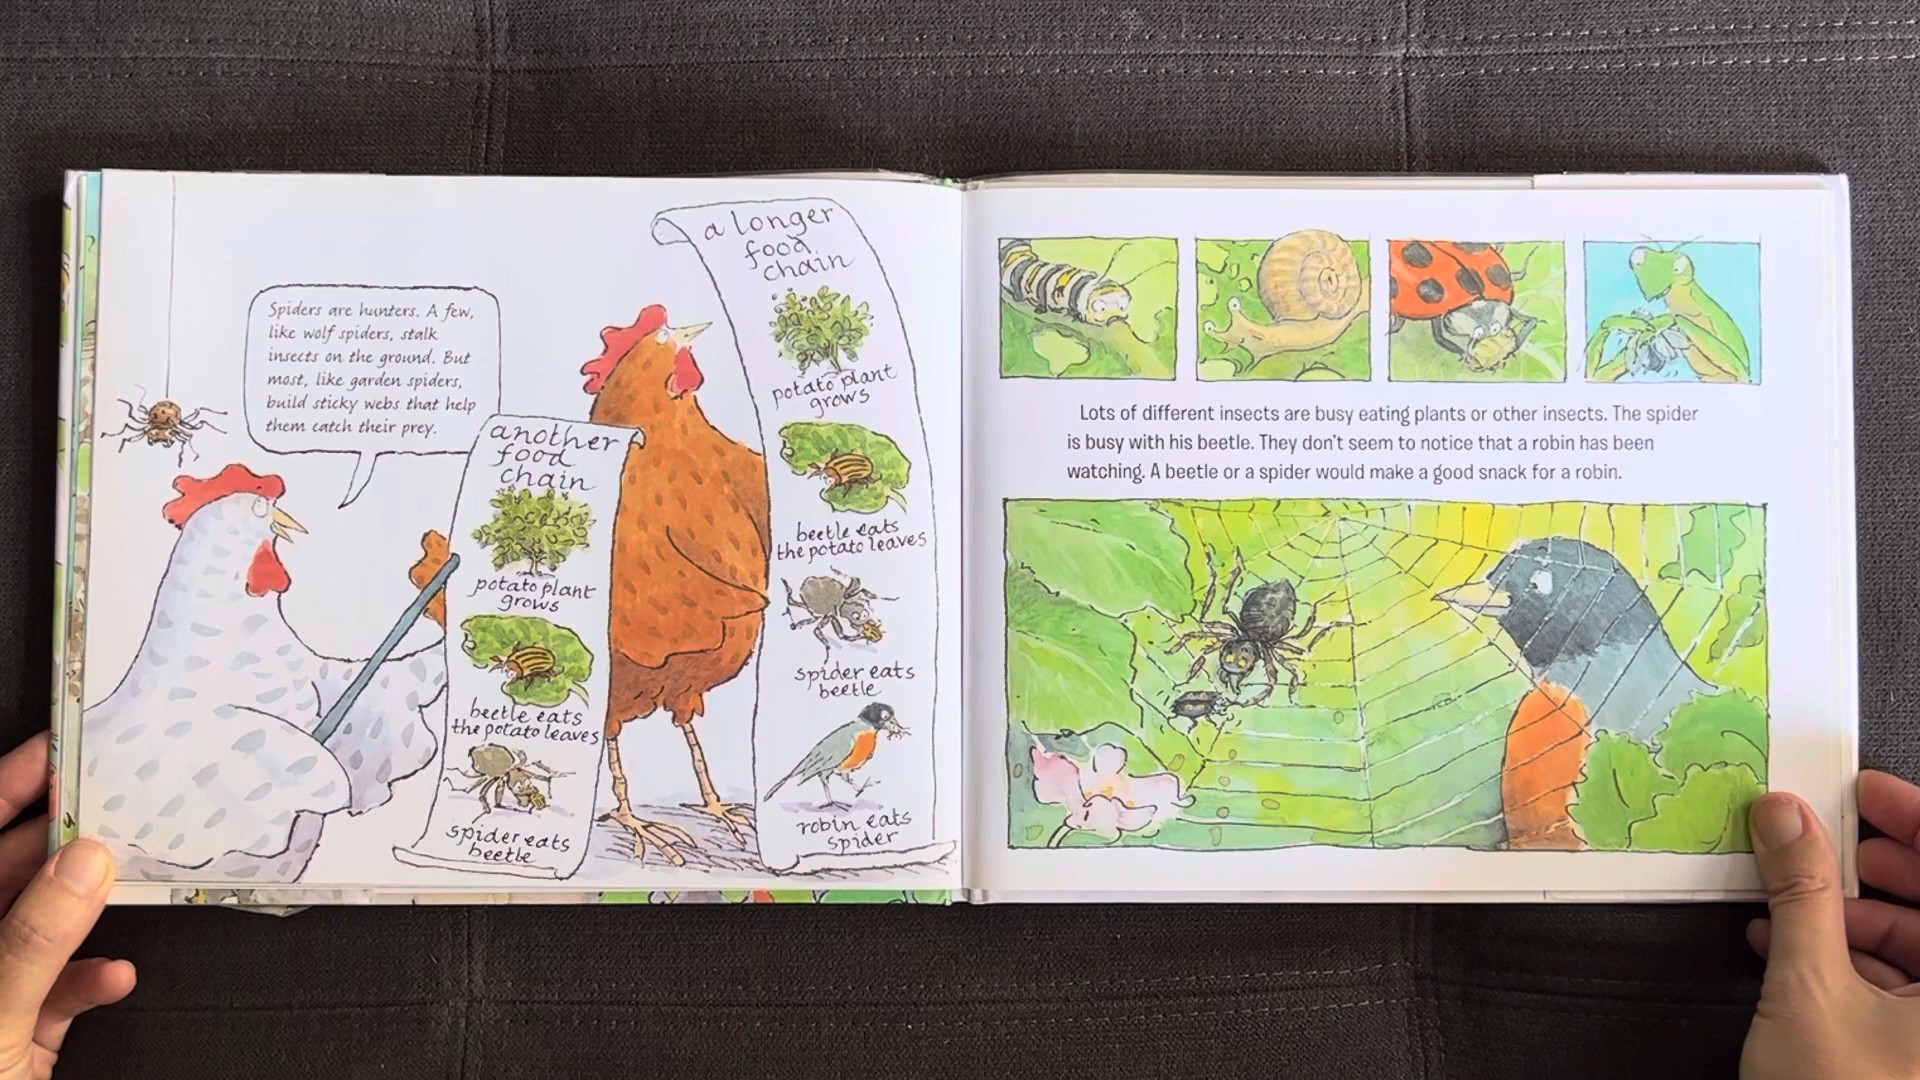 Spiders are hunters. A few,
like wolf spiders, stalk
insects on the ground. But
most, like garden spiders,
build sticky webs that help
them catch their prey.
another
food
chain
potato plant
grows
beetle eats
the potato leaves
spider eats
beetle
a longer
food
chain
potato plant
grows
beetle eats
the potato leaves
spider eats
beetle
robin eats
spider
Lots of different insects are busy eating plants or other insects. The spider
is busy with his beetle. They don't seem to notice that a robin has been
watching. A beetle or a spider would make a good snack for a robin.